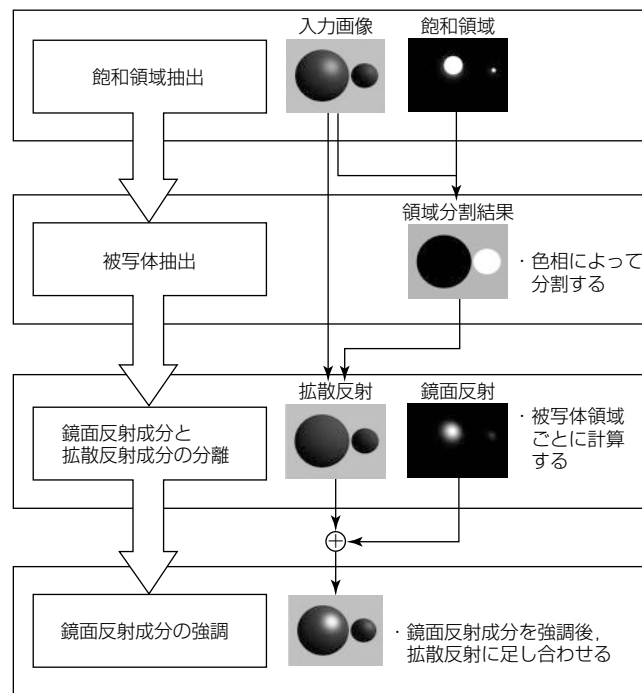 入力画像
飽和領域
飽和領域抽出
領域分割結果
被写体抽出
・色相によって
分割する
拡散反射
鏡面反射
鏡面反射成分と
拡散反射成分の分離
・被写体領域
ごとに計算
する
鏡面反射成分の強調
・鏡面反射成分を強調後，
拡散反射に足し合わせる